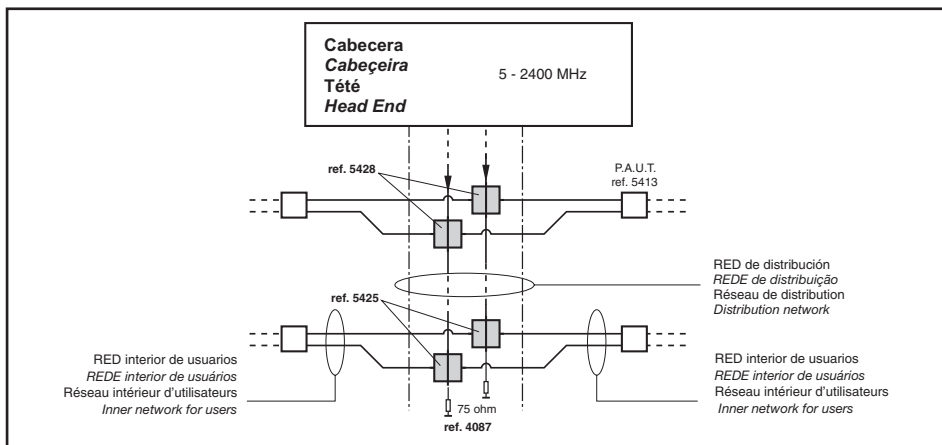 Cabecera
Cabeçeira
Tété
Head End
5 - 2400 MHz
ref. 5428
P.A.U.T.
ref. 5413
RED de distribución
REDE de distribuição
Réseau de distribution
Distribution network
ref. 5425
RED interior de usuarios
REDE interior de usuários
Réseau intérieur d'utilisateurs
Inner network for users
75 ohm
ref. 4087
RED interior de usuarios
REDE interior de usuários
Réseau intérieur d'utilisateurs
Inner network for users